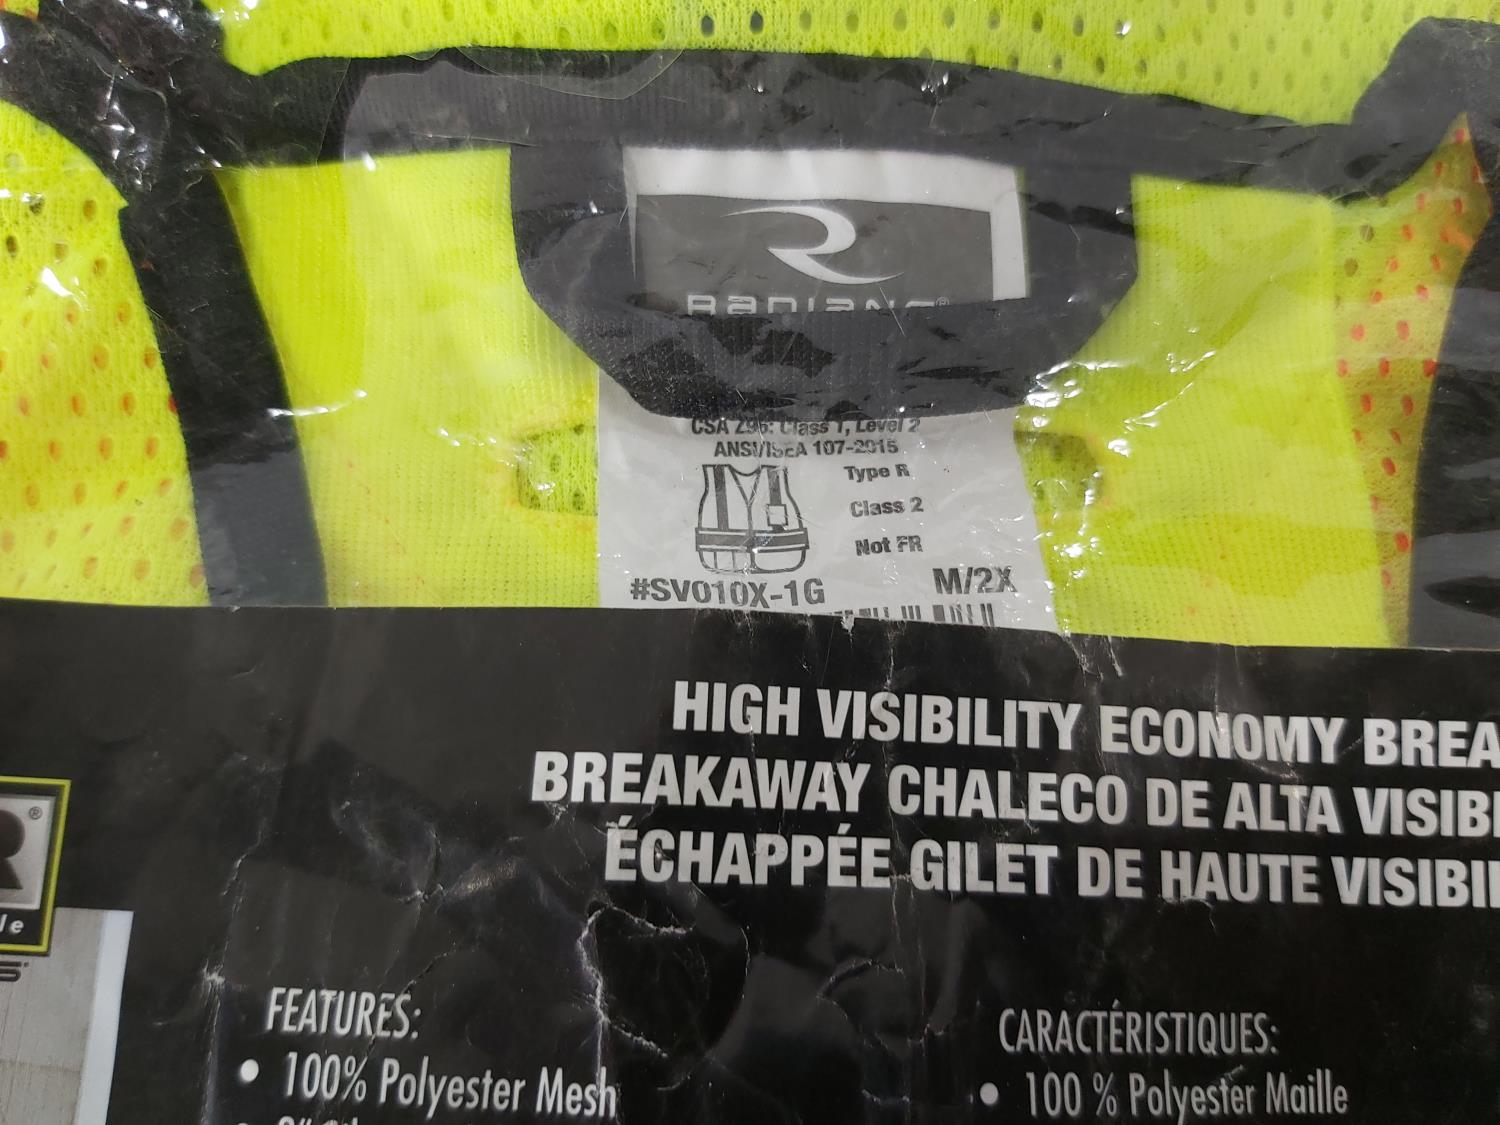 RADIANS®
CSA Z96: Class 1, Level 2
ANSI/ISEA 107-2015
Type R
Class 2
Not FR
#SV010X-1G M/2X
HIGH VISIBILITY ECONOMY BREA
BREAKAWAY CHALECO DE ALTA VISIBI
ÉCHAPPÉE GILET DE HAUTE VISIBI
R®
le
FEATURES:
• 100% Polyester Mesh
CARACTÉRISTIQUES:
• 100 % Polyester Maille